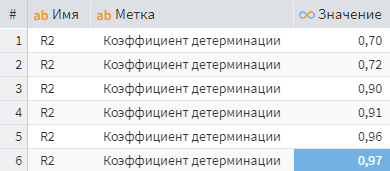 # ab Имя ab Метка Значение
1 R2 Коэффициент детерминации 0,70
2 R2 Коэффициент детерминации 0,72
3 R2 Коэффициент детерминации 0,90
4 R2 Коэффициент детерминации 0,91
5 R2 Коэффициент детерминации 0,96
6 R2 Коэффициент детерминации 0,97